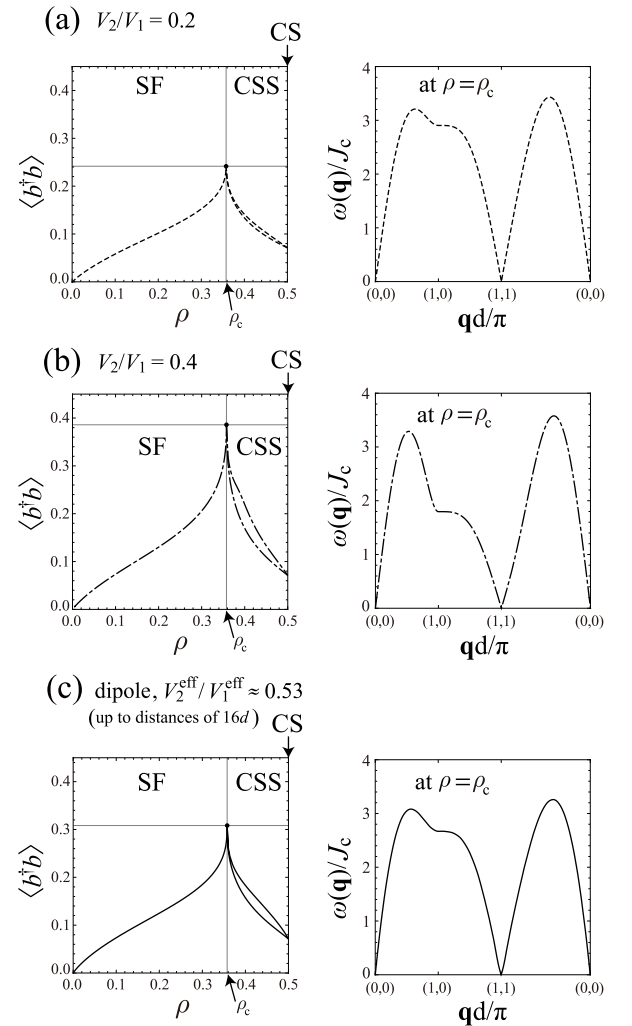 (a) V₂/V₁ = 0.2
CS
SF CSS
⟨b†b⟩
0.4
0.3
0.2
0.1
0.0
0.0 0.1 0.2 0.3 0.4 0.5
ρ ρc
at ρ = ρc
ω(q)/Jc
4
3
2
1
0
(0,0) (1,0) (1,1) (0,0)
qd/π
(b) V₂/V₁ = 0.4
CS
SF CSS
⟨b†b⟩
0.4
0.3
0.2
0.1
0.0
0.0 0.1 0.2 0.3 0.4 0.5
ρ ρc
at ρ = ρc
ω(q)/Jc
4
3
2
1
0
(0,0) (1,0) (1,1) (0,0)
qd/π
(c) dipole, V₂ᵉᶠᶠ/V₁ᵉᶠᶠ ≈ 0.53
(up to distances of 16d) CS
SF CSS
⟨b†b⟩
0.4
0.3
0.2
0.1
0.0
0.0 0.1 0.2 0.3 0.4 0.5
ρ ρc
at ρ = ρc
ω(q)/Jc
4
3
2
1
0
(0,0) (1,0) (1,1) (0,0)
qd/π